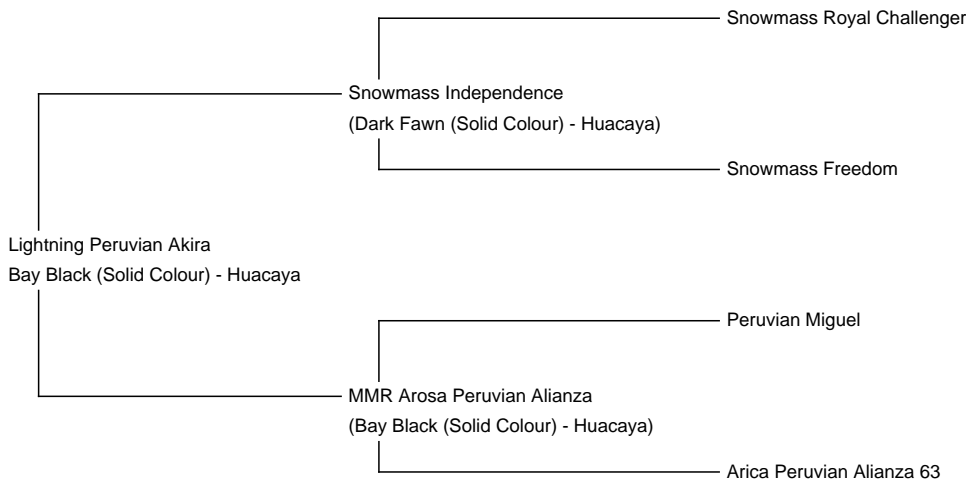 Snowmass Royal Challenger
Snowmass Independence
(Dark Fawn (Solid Colour) - Huacaya)
Snowmass Freedom
Lightning Peruvian Akira
Bay Black (Solid Colour) - Huacaya
Peruvian Miguel
MMR Arosa Peruvian Alianza
(Bay Black (Solid Colour) - Huacaya)
Arica Peruvian Alianza 63